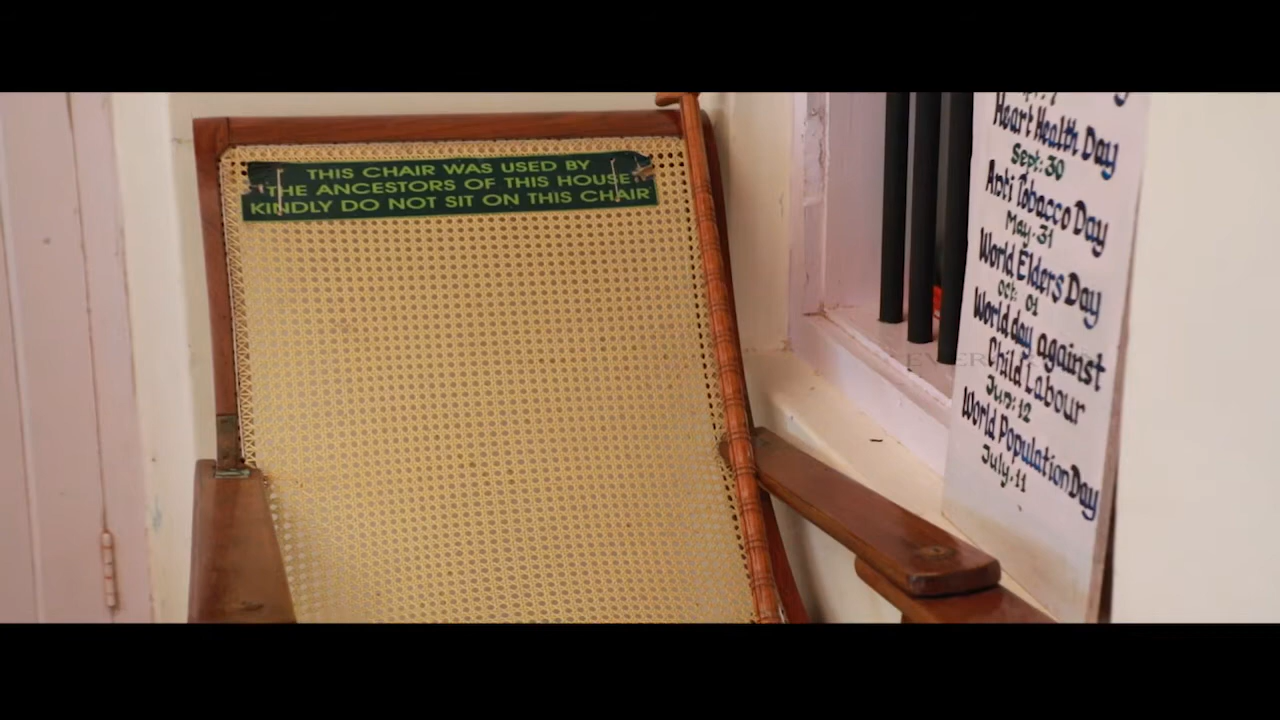 THIS CHAIR WAS USED BY
THE ANCESTORS OF THIS HOUSE
KINDLY DO NOT SIT ON THIS CHAIR
Heart Health Day
Sept: 30
Anti Tobacco Day
May. 31
World Elders Day
Oct: 01
World day against
Child Labour
Jun: 12
World Population Day
July. 11